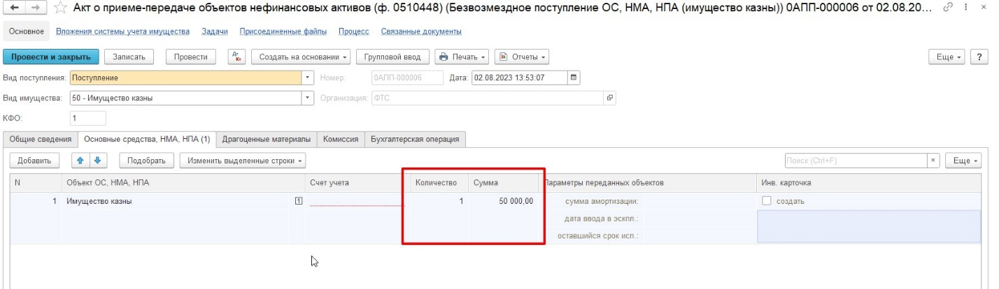 Акт о приеме-передаче объектов нефинансовых активов (ф. 0510448) (Безвозмездное поступление ОС, НМА, НПА (имущество казны)) 0АПП-000006 от 02.08.20...
Основное Вложения системы учета имущества Задачи Присоединенные файлы Процесс Связанные документы
Провести и закрыть Записать Провести Дт Кт Создать на основании Групповой ввод Печать Отчеты Еще ?
Вид поступления: Поступление Номер: 0АПП-000006 Дата: 02.08.2023 13:53:07
Вид имущества: 50 - Имущество казны Организация: ФТС
КФО: 1
Общие сведения Основные средства, НМА, НПА (1) Драгоценные материалы Комиссия Бухгалтерская операция
Добавить Подобрать Изменить выделенные строки Поиск (Ctrl+F) × Еще
N Объект ОС, НМА, НПА Счет учета Количество Сумма Параметры переданных объектов Инв. карточка
1 Имущество казны 1 1 50 000,00 сумма амортизации: создать
дата ввода в эскпл.:
оставшийся срок исп.: